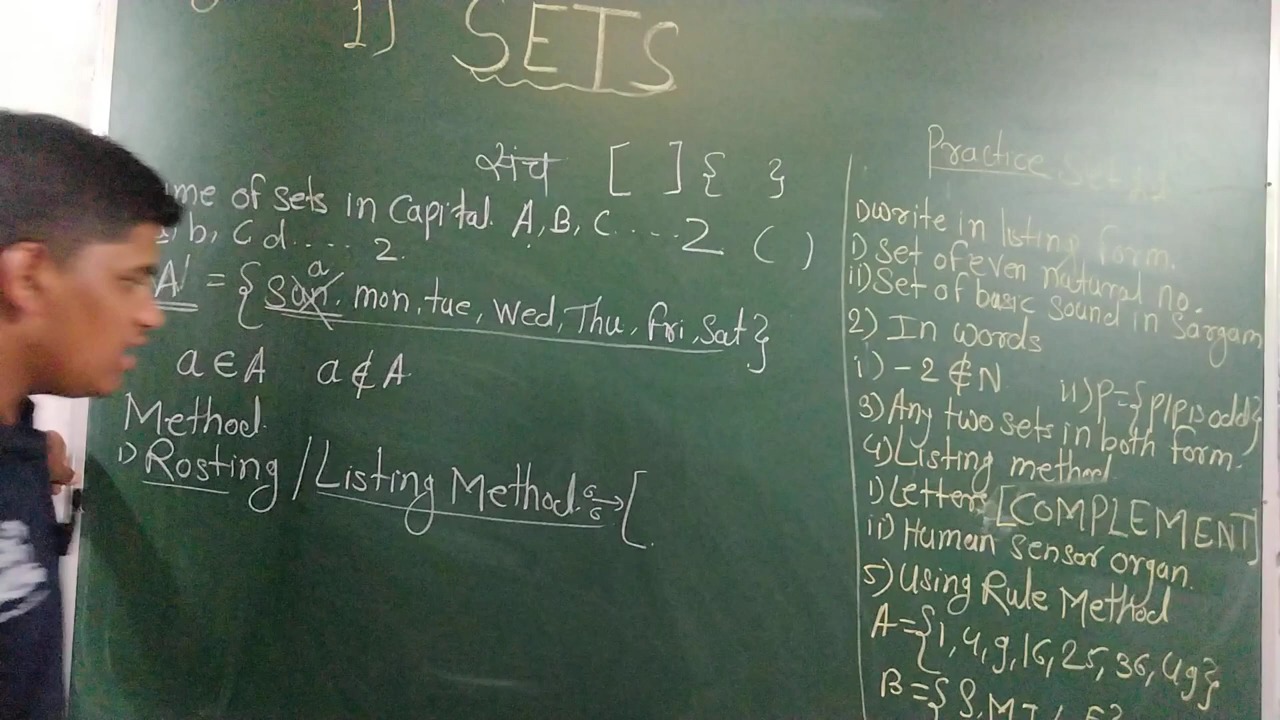 1) SETS
संच [ ] { }
me of sets in Capital. A, B, C ..... Z ( )
, b, C d ..... z.
a
A = { Sun. mon, tue, Wed, Thu, Fri, Sat }
a ∈ A a ∉ A
Method
1) Rosting / Listing Method :→ {
Practice Set
1) write in listing form.
i) Set of even natural no.
ii) Set of basic sound in Sargam
2) In words
i) -2 ∉ N ii) P={P/P is odd}
3) Any two sets in both form.
4) Listing method
i) Letters [COMPLEMENT]
ii) Human sensor organ.
5) Using Rule Method
A={1, 4, 9, 16, 25, 36, 49}
B={